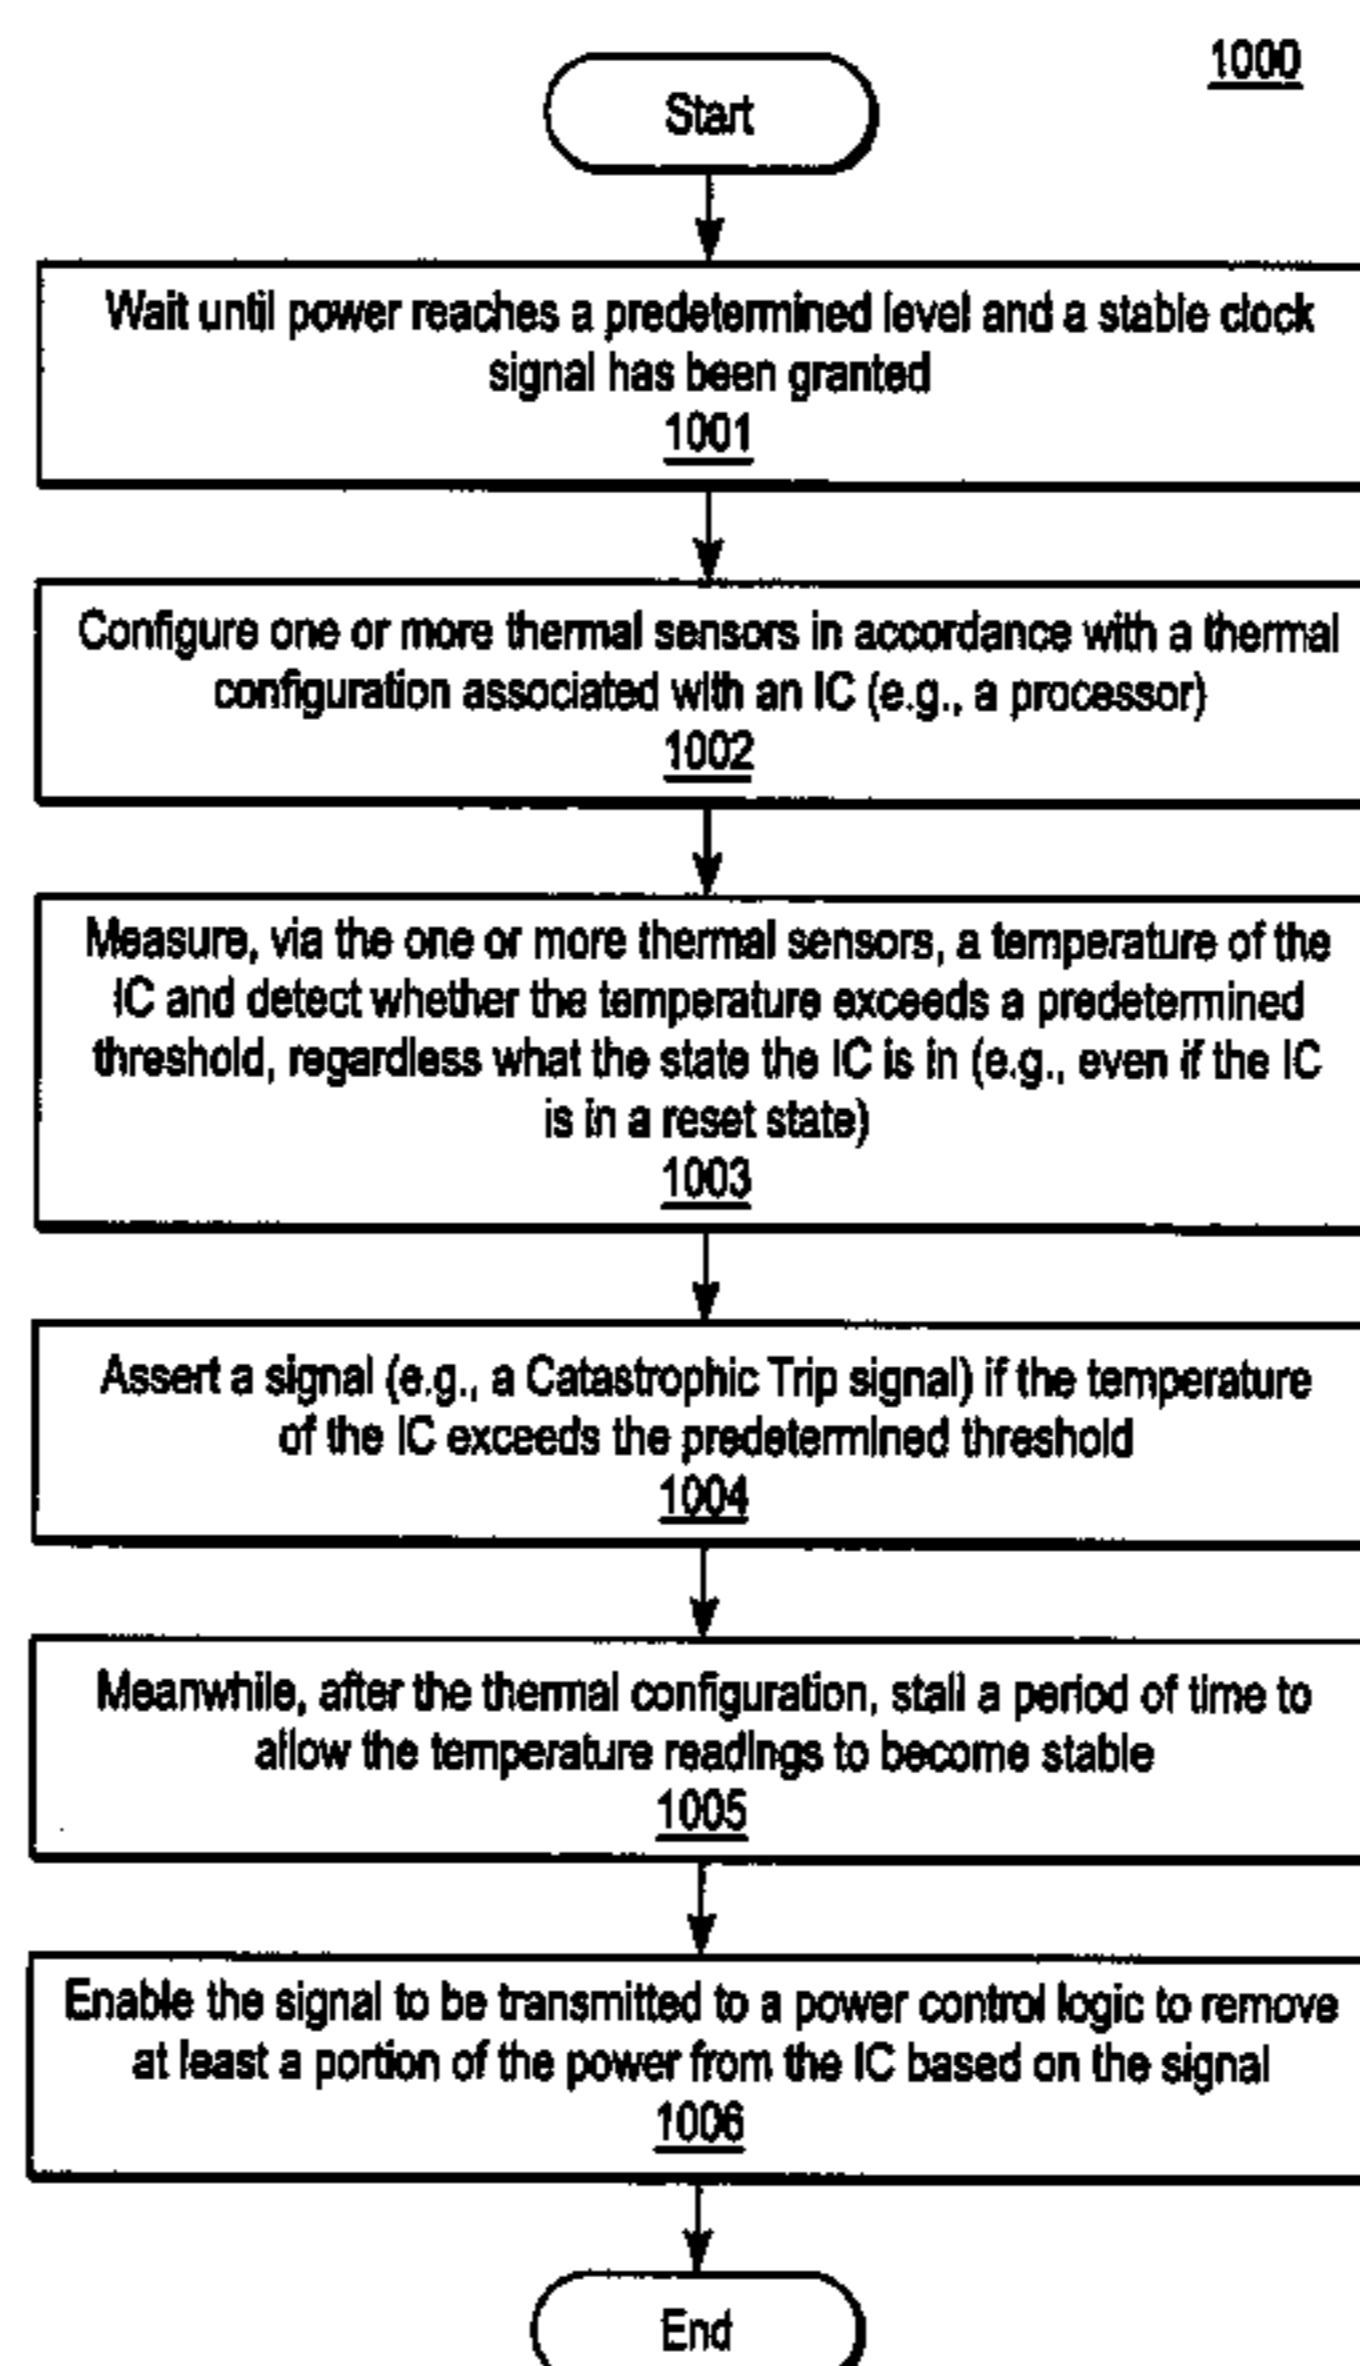 1000
Start
Wait until power reaches a predetermined level and a stable clock
signal has been granted
1001
Configure one or more thermal sensors in accordance with a thermal
configuration associated with an IC (e.g., a processor)
1002
Measure, via the one or more thermal sensors, a temperature of the
IC and detect whether the temperature exceeds a predetermined
threshold, regardless what the state the IC is in (e.g., even if the IC
is in a reset state)
1003
Assert a signal (e.g., a Catastrophic Trip signal) if the temperature
of the IC exceeds the predetermined threshold
1004
Meanwhile, after the thermal configuration, stall a period of time to
allow the temperature readings to become stable
1005
Enable the signal to be transmitted to a power control logic to remove
at least a portion of the power from the IC based on the signal
1006
End